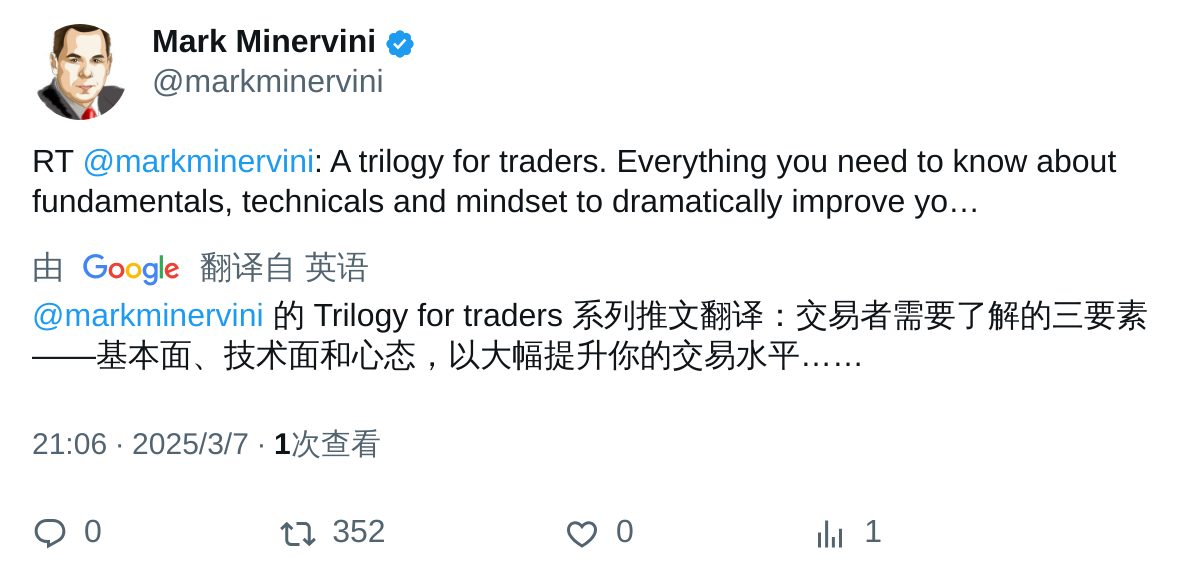 Mark Minervini
@markminervini
RT @markminervini: A trilogy for traders. Everything you need to know about
fundamentals, technicals and mindset to dramatically improve yo…
由 Google 翻译自 英语
@markminervini 的 Trilogy for traders 系列推文翻译：交易者需要了解的三要素
——基本面、技术面和心态，以大幅提升你的交易水平……
21:06 · 2025/3/7 · 1次查看
0 352 0 1